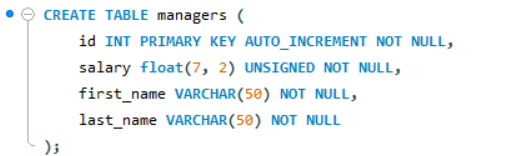 CREATE TABLE managers (
id INT PRIMARY KEY AUTO_INCREMENT NOT NULL,
salary float(7, 2) UNSIGNED NOT NULL,
first_name VARCHAR(50) NOT NULL,
last_name VARCHAR(50) NOT NULL
);